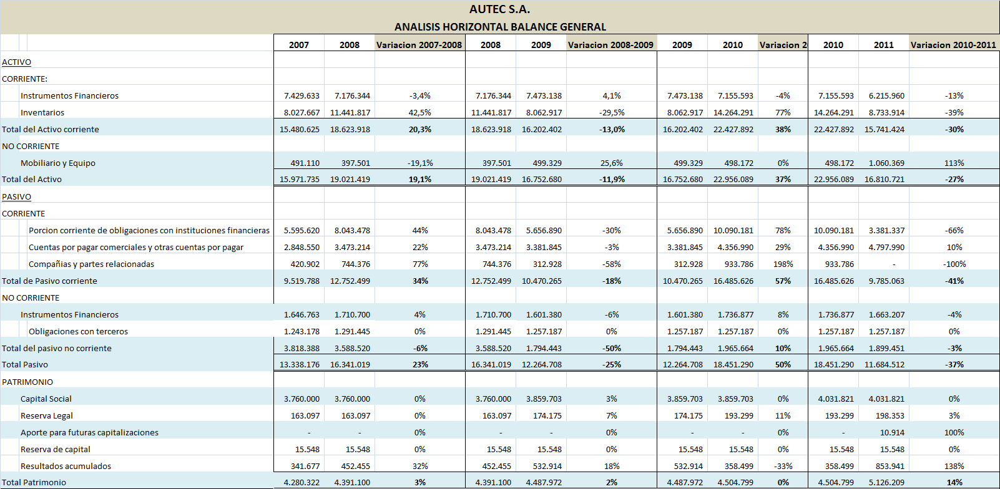 AUTEC S.A.
ANALISIS HORIZONTAL BALANCE GENERAL
2007 2008 Variacion 2007-2008 2008 2009 Variacion 2008-2009 2009 2010 Variacion 2 2010 2011 Variacion 2010-2011
ACTIVO
CORRIENTE:
Instrumentos Financieros 7.429.633 7.176.344 -3,4% 7.176.344 7.473.138 4,1% 7.473.138 7.155.593 -4% 7.155.593 6.215.960 -13%
Inventarios 8.027.667 11.441.817 42,5% 11.441.817 8.062.917 -29,5% 8.062.917 14.264.291 77% 14.264.291 8.733.914 -39%
Total del Activo corriente 15.480.625 18.623.918 20,3% 18.623.918 16.202.402 -13,0% 16.202.402 22.427.892 38% 22.427.892 15.741.424 -30%
NO CORRIENTE
Mobiliario y Equipo 491.110 397.501 -19,1% 397.501 499.329 25,6% 499.329 498.172 0% 498.172 1.060.369 113%
Total del Activo 15.971.735 19.021.419 19,1% 19.021.419 16.752.680 -11,9% 16.752.680 22.956.089 37% 22.956.089 16.810.721 -27%
PASIVO
CORRIENTE
Porcion corriente de obligaciones con instituciones financieras 5.595.620 8.043.478 44% 8.043.478 5.656.890 -30% 5.656.890 10.090.181 78% 10.090.181 3.381.337 -66%
Cuentas por pagar comerciales y otras cuentas por pagar 2.848.550 3.473.214 22% 3.473.214 3.381.845 -3% 3.381.845 4.356.990 29% 4.356.990 4.797.990 10%
Compañias y partes relacionadas 420.902 744.376 77% 744.376 312.928 -58% 312.928 933.786 198% 933.786 - -100%
Total de Pasivo corriente 9.519.788 12.752.499 34% 12.752.499 10.470.265 -18% 10.470.265 16.485.626 57% 16.485.626 9.785.063 -41%
NO CORRIENTE
Instrumentos Financieros 1.646.763 1.710.700 4% 1.710.700 1.601.380 -6% 1.601.380 1.736.877 8% 1.736.877 1.663.207 -4%
Obligaciones con terceros 1.243.178 1.291.445 0% 1.291.445 1.257.187 0% 1.257.187 1.257.187 0% 1.257.187 1.257.187 0%
Total del pasivo no corriente 3.818.388 3.588.520 -6% 3.588.520 1.794.443 -50% 1.794.443 1.965.664 10% 1.965.664 1.899.451 -3%
Total Pasivo 13.338.176 16.341.019 23% 16.341.019 12.264.708 -25% 12.264.708 18.451.290 50% 18.451.290 11.684.512 -37%
PATRIMONIO
Capital Social 3.760.000 3.760.000 0% 3.760.000 3.859.703 3% 3.859.703 3.859.703 0% 4.031.821 4.031.821 0%
Reserva Legal 163.097 163.097 0% 163.097 174.175 7% 174.175 193.299 11% 193.299 198.353 3%
Aporte para futuras capitalizaciones - - 0% - - 0% - - 0% - 10.914 100%
Reserva de capital 15.548 15.548 0% 15.548 15.548 0% 15.548 15.548 0% 15.548 15.548 0%
Resultados acumulados 341.677 452.455 32% 452.455 532.914 18% 532.914 358.499 -33% 358.499 853.941 138%
Total Patrimonio 4.280.322 4.391.100 3% 4.391.100 4.487.972 2% 4.487.972 4.504.799 0% 4.504.799 5.126.209 14%